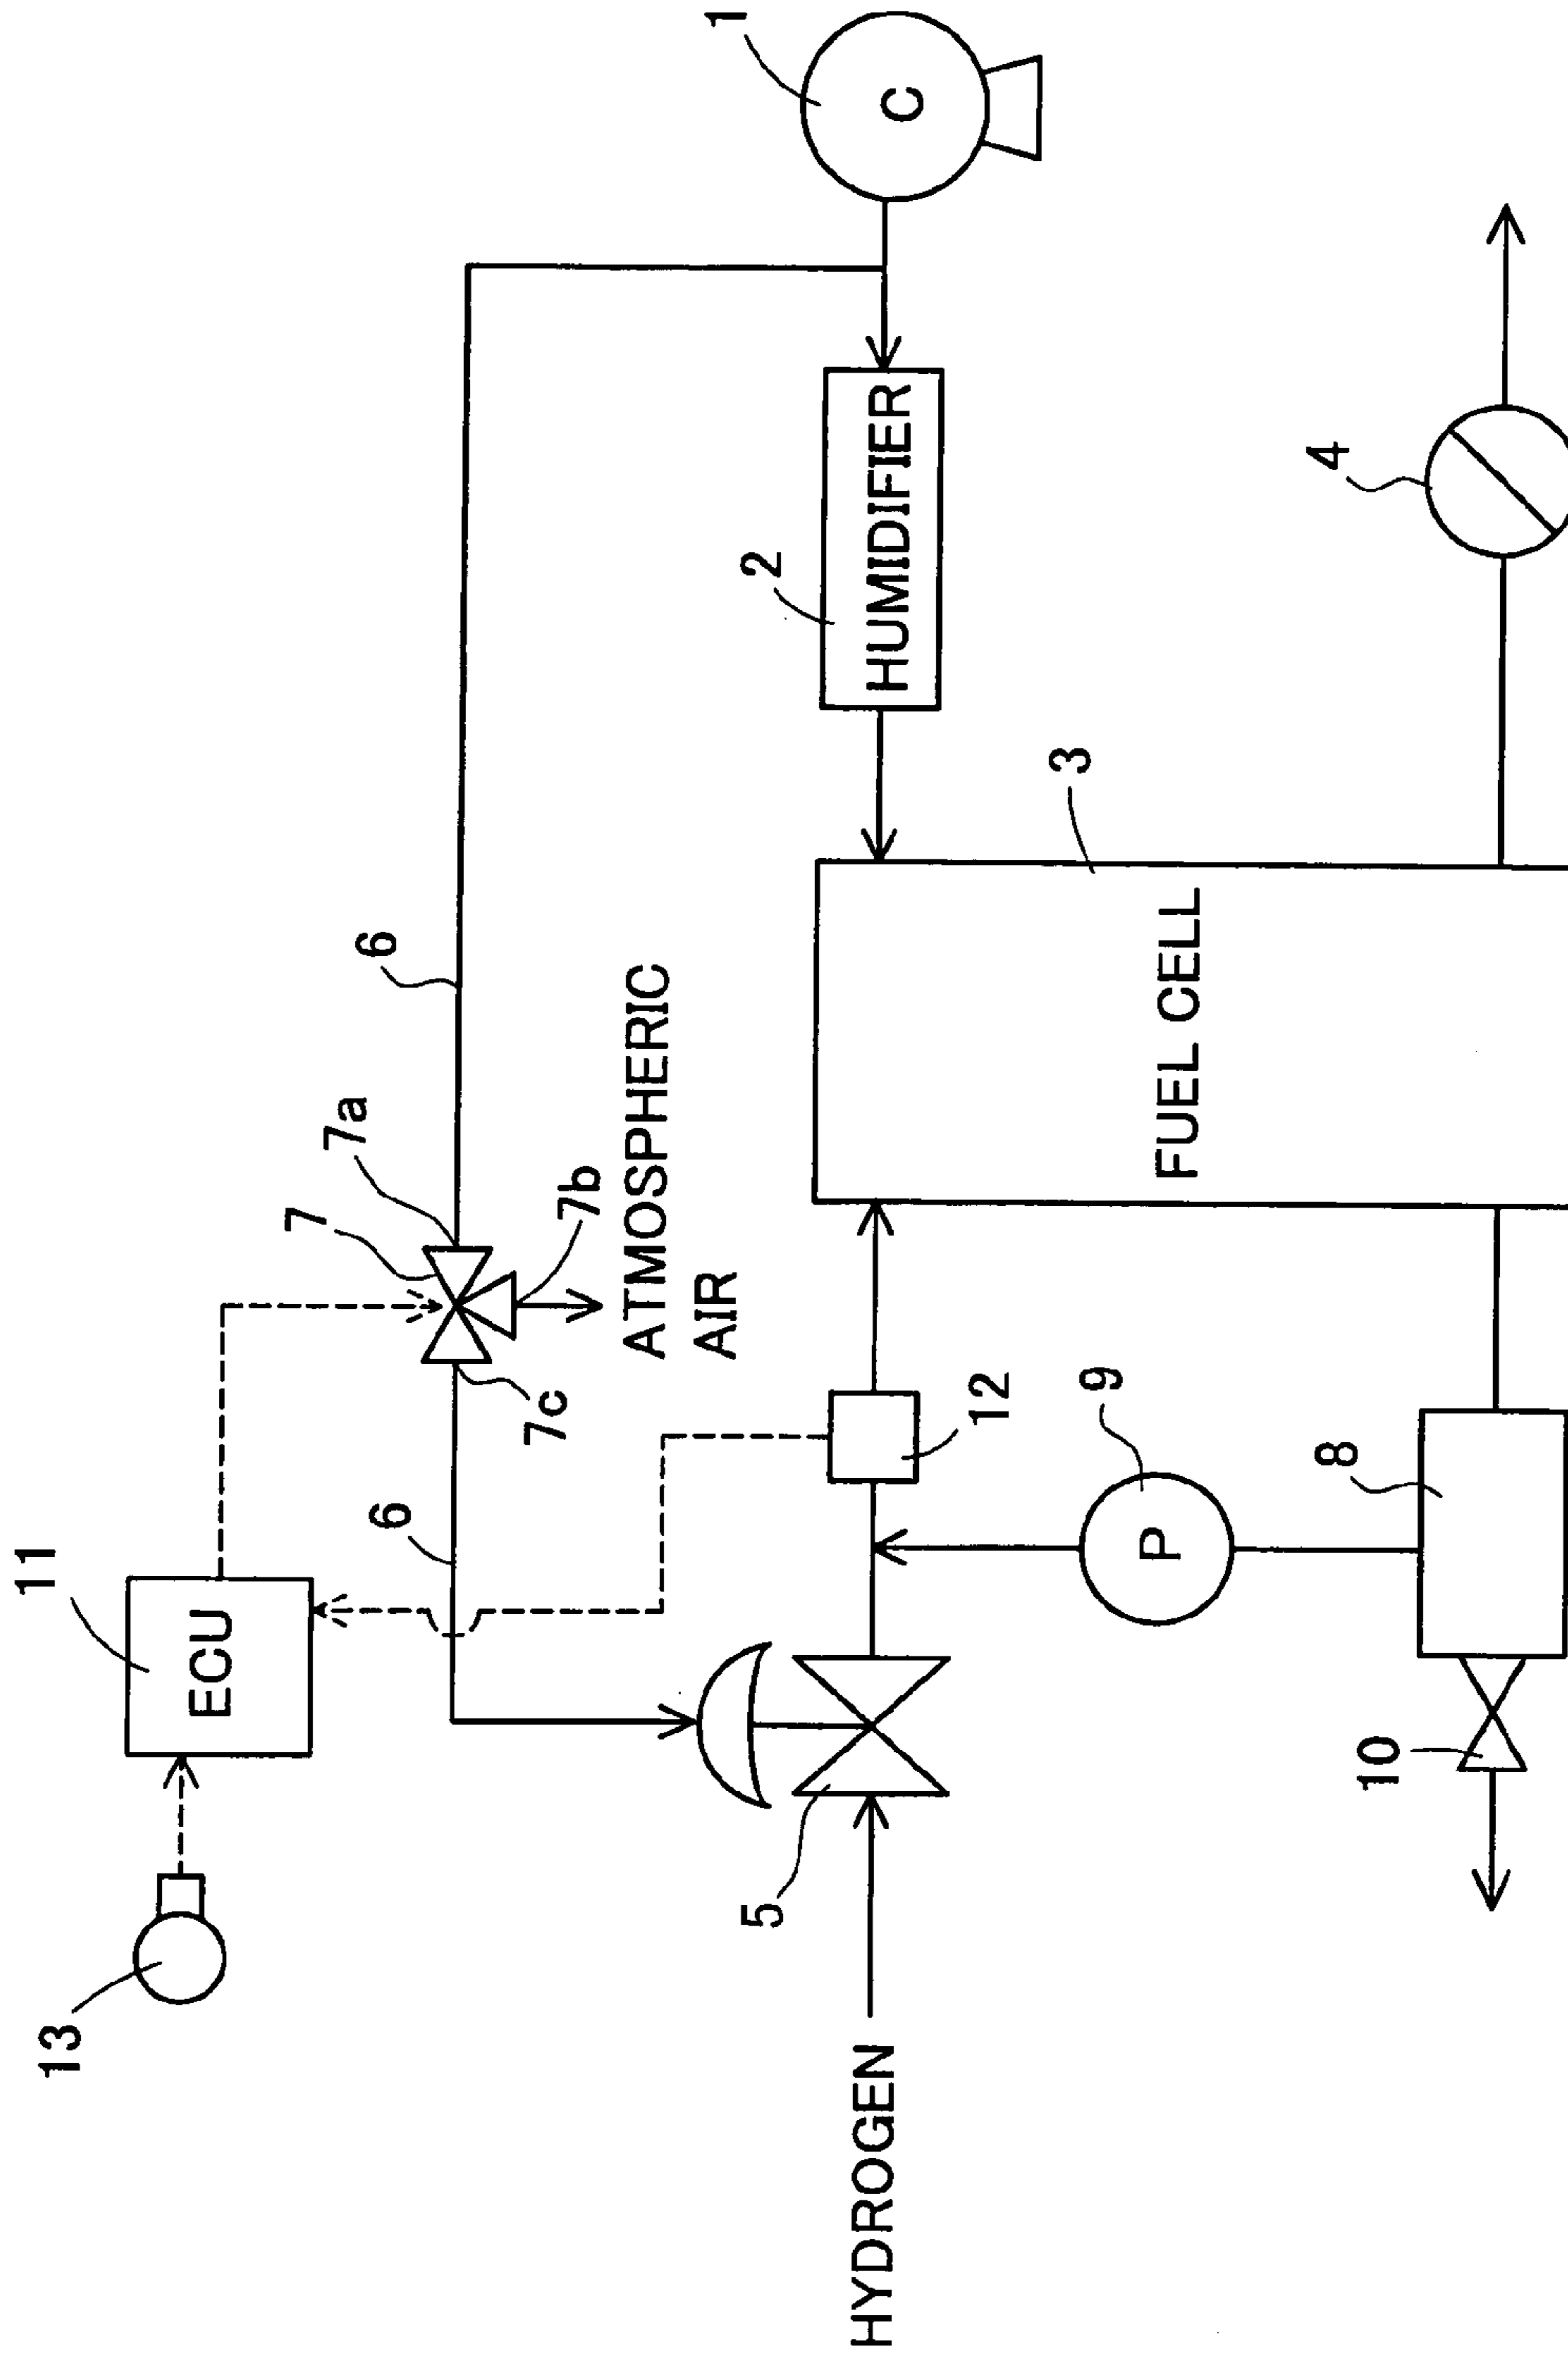 13
11
ECU
6
7
7a
6
7c
7b
ATMOSPHERIC
AIR
1
C
2
HUMIDIFIER
5
HYDROGEN
12
3
FUEL CELL
9
P
4
8
10